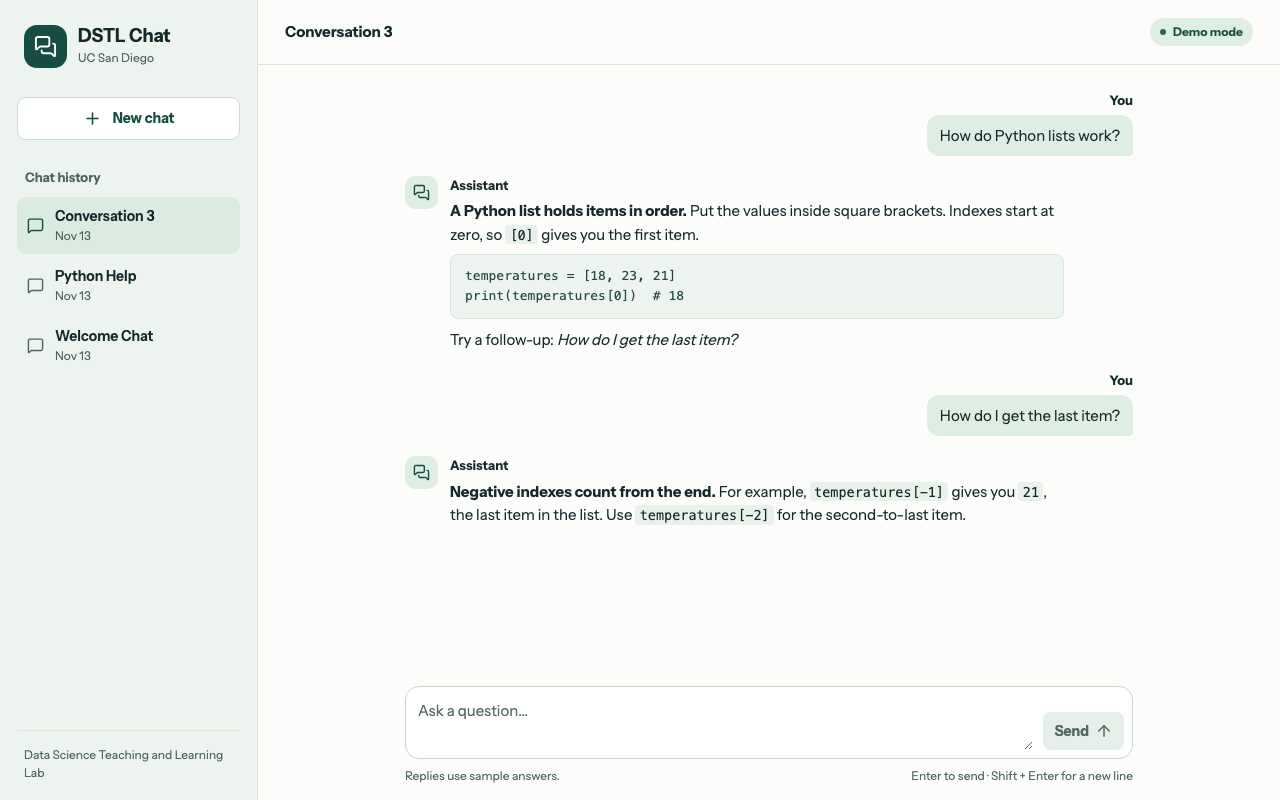 DSTL Chat
UC San Diego
New chat
Chat history
Conversation 3
Nov 13
Python Help
Nov 13
Welcome Chat
Nov 13
Data Science Teaching and Learning
Lab
Conversation 3
Demo mode
You
How do Python lists work?
Assistant
A Python list holds items in order. Put the values inside square brackets. Indexes start at
zero, so [0] gives you the first item.
temperatures = [18, 23, 21]
print(temperatures[0])  # 18
Try a follow-up: How do I get the last item?
You
How do I get the last item?
Assistant
Negative indexes count from the end. For example, temperatures[-1] gives you 21,
the last item in the list. Use temperatures[-2] for the second-to-last item.
Ask a question...
Send
Replies use sample answers.
Enter to send · Shift + Enter for a new line